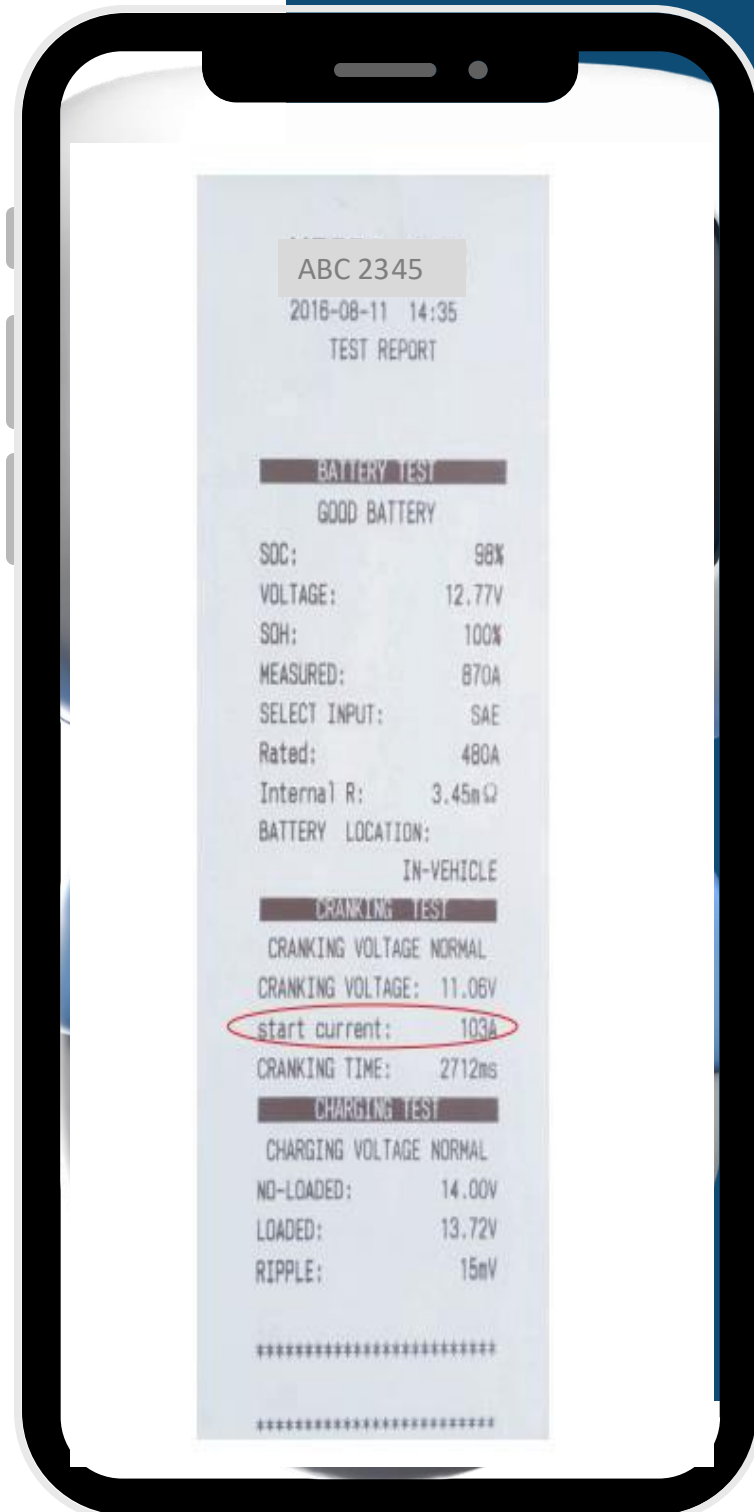 ABC 2345
2016-08-11 14:35
TEST REPORT
BATTERY TEST
GOOD BATTERY
SOC: 98%
VOLTAGE: 12.77V
SOH: 100%
MEASURED: 870A
SELECT INPUT: SAE
Rated: 480A
Internal R: 3.45mΩ
BATTERY LOCATION:
IN-VEHICLE
CRANKING TEST
CRANKING VOLTAGE NORMAL
CRANKING VOLTAGE: 11.06V
start current: 103A
CRANKING TIME: 2712ms
CHARGING TEST
CHARGING VOLTAGE NORMAL
NO-LOADED: 14.00V
LOADED: 13.72V
RIPPLE: 15mV
*************************
*************************